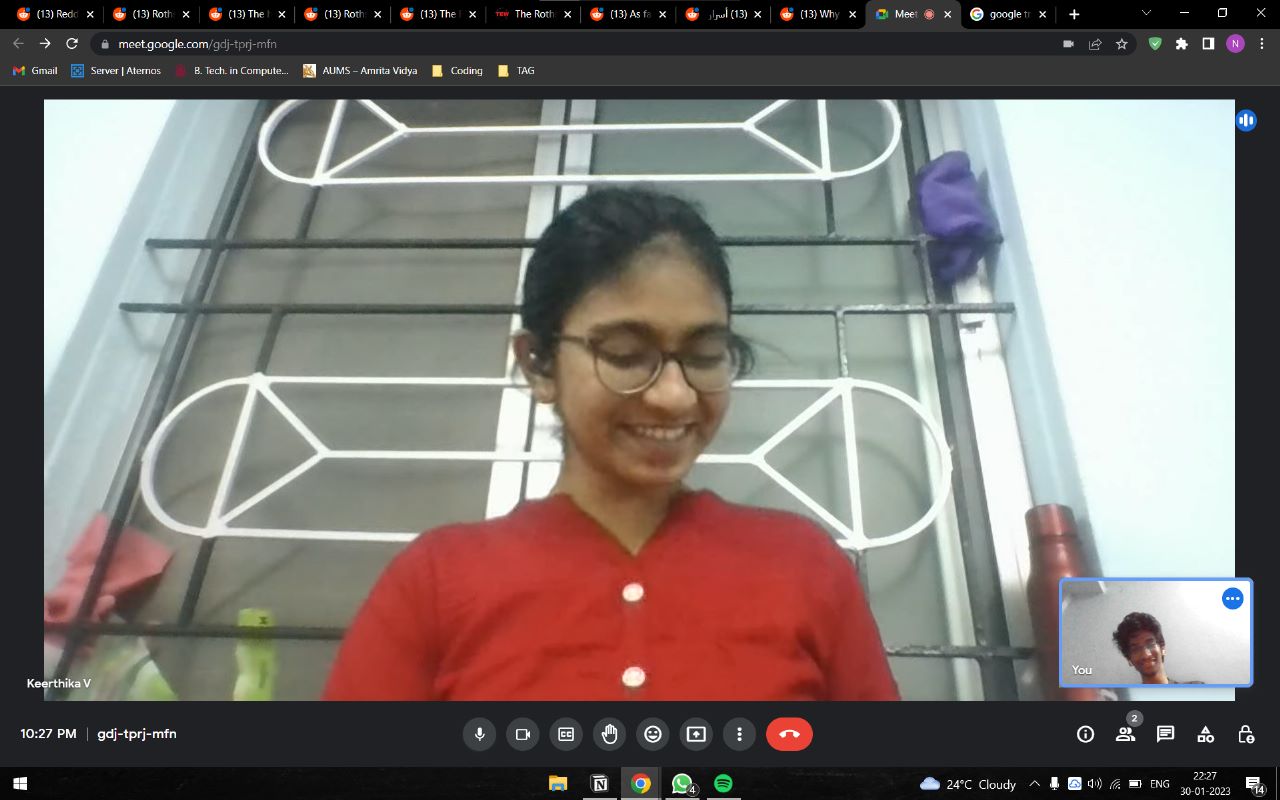 (13) Redd
(13) Roth
(13) The I
(13) Roths
(13) The I
The Roth
(13) As fa
(13) أسرار
(13) Why
Meet
google tr
meet.google.com/gdj-tprj-mfn
N
Gmail
Server | Aternos
B. Tech. in Compute...
AUMS – Amrita Vidya
Coding
TAG
You
Keerthika V
10:27 PM | gdj-tprj-mfn
2
4
24°C Cloudy
ENG
22:27
30-01-2023
14